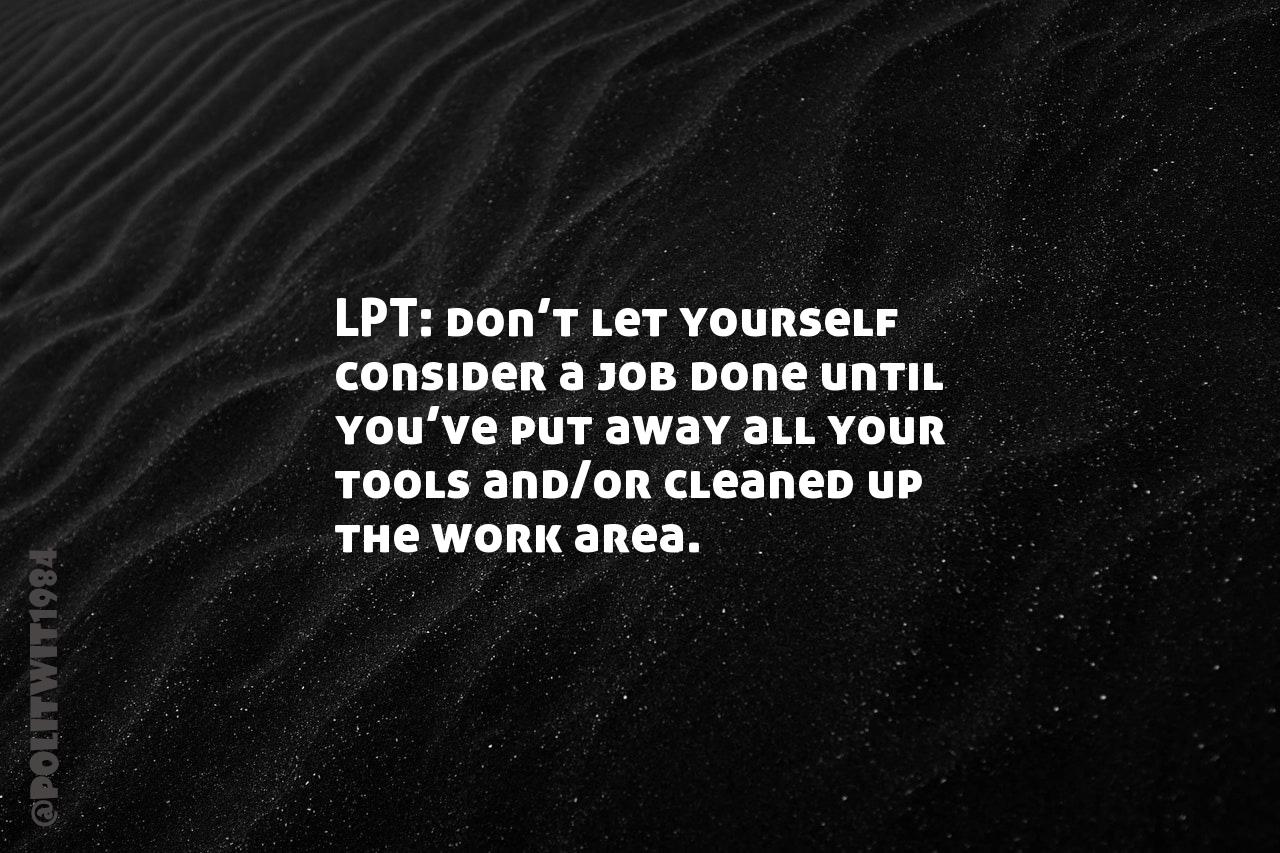 LPT: don't let yourself
consider a job done until
you've put away all your
tools and/or cleaned up
the work area.
@POLITWIT1984